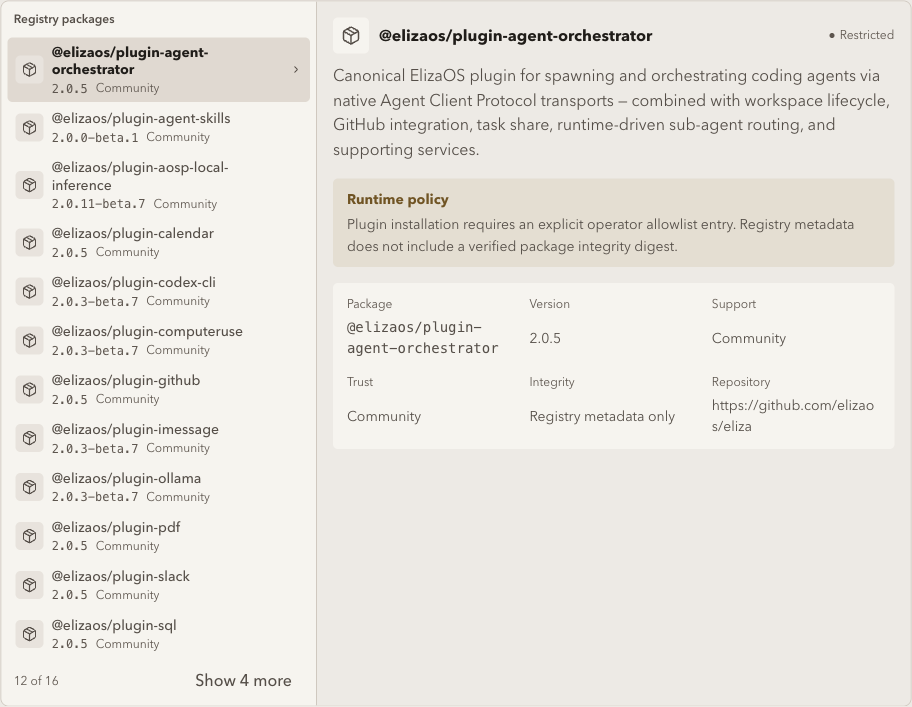 Registry packages
@elizaos/plugin-agent-
orchestrator
2.0.5 Community
@elizaos/plugin-agent-skills
2.0.0-beta.1 Community
@elizaos/plugin-aosp-local-
inference
2.0.11-beta.7 Community
@elizaos/plugin-calendar
2.0.5 Community
@elizaos/plugin-codex-cli
2.0.3-beta.7 Community
@elizaos/plugin-computeruse
2.0.3-beta.7 Community
@elizaos/plugin-github
2.0.5 Community
@elizaos/plugin-imessage
2.0.3-beta.7 Community
@elizaos/plugin-ollama
2.0.3-beta.7 Community
@elizaos/plugin-pdf
2.0.5 Community
@elizaos/plugin-slack
2.0.5 Community
@elizaos/plugin-sql
2.0.5 Community
12 of 16 Show 4 more
@elizaos/plugin-agent-orchestrator
Restricted
Canonical ElizaOS plugin for spawning and orchestrating coding agents via
native Agent Client Protocol transports — combined with workspace lifecycle,
GitHub integration, task share, runtime-driven sub-agent routing, and
supporting services.
Runtime policy
Plugin installation requires an explicit operator allowlist entry. Registry metadata
does not include a verified package integrity digest.
Package
@elizaos/plugin-
agent-orchestrator
Version
2.0.5
Support
Community
Trust
Community
Integrity
Registry metadata only
Repository
https://github.com/elizao
s/eliza